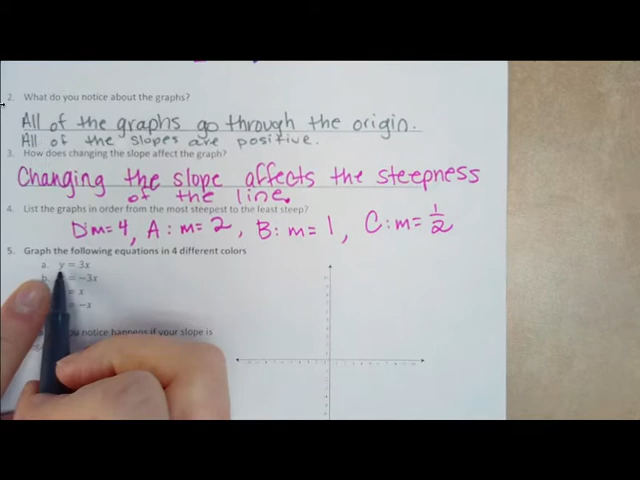 2. What do you notice about the graphs?
All of the graphs go through the origin.
All of the slopes are positive.
3. How does changing the slope affect the graph?
Changing the slope affects the steepness
of the line.
4. List the graphs in order from the most steepest to the least steep?
D: m=4, A: m=2, B: m=1, C: m=1/2
5. Graph the following equations in 4 different colors
a. y = 3x
b. = −3x
= x
= −x
you notice happens if your slope is